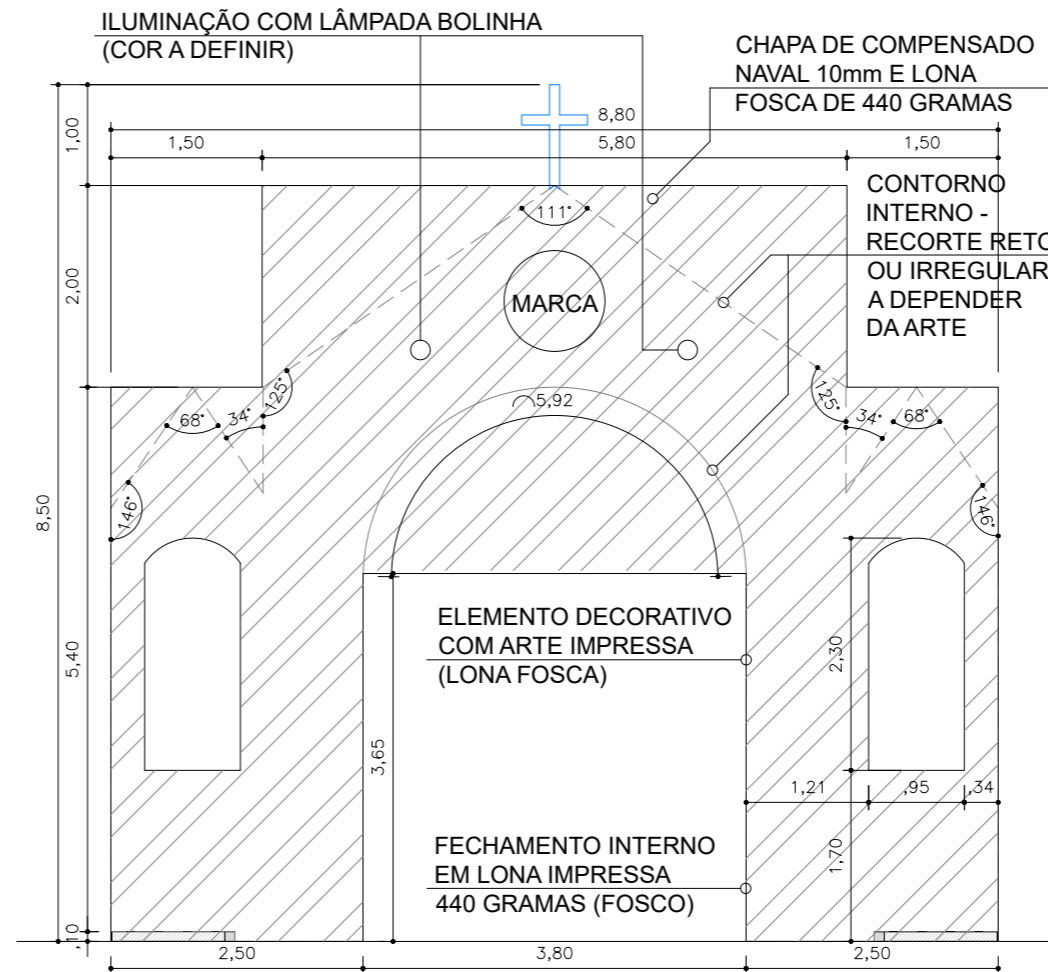 ILUMINAÇÃO COM LÂMPADA BOLINHA
(COR A DEFINIR)
CHAPA DE COMPENSADO
NAVAL 10mm E LONA
FOSCA DE 440 GRAMAS
8,80
1,00
1,50
5,80
1,50
CONTORNO
INTERNO -
RECORTE RETO
OU IRREGULAR
A DEPENDER
DA ARTE
111°
2,00
MARCA
125°
125°
5,92
68°
34°
34°
68°
146°
146°
8,50
5,40
ELEMENTO DECORATIVO
COM ARTE IMPRESSA
(LONA FOSCA)
2,30
3,65
1,21
,95
,34
FECHAMENTO INTERNO
EM LONA IMPRESSA
440 GRAMAS (FOSCO)
1,70
,10
2,50
3,80
2,50